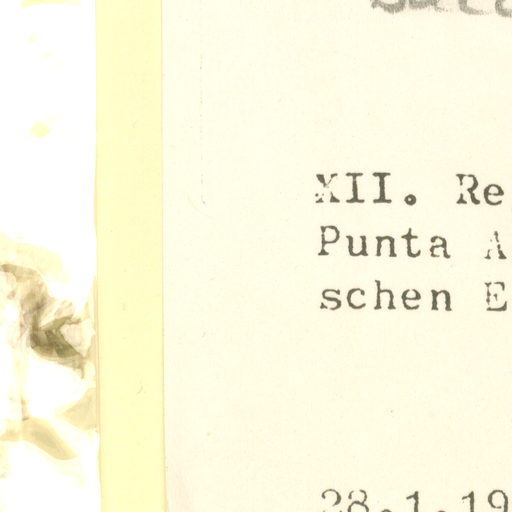 XII. Re
Punta A
schen E
28.1.19